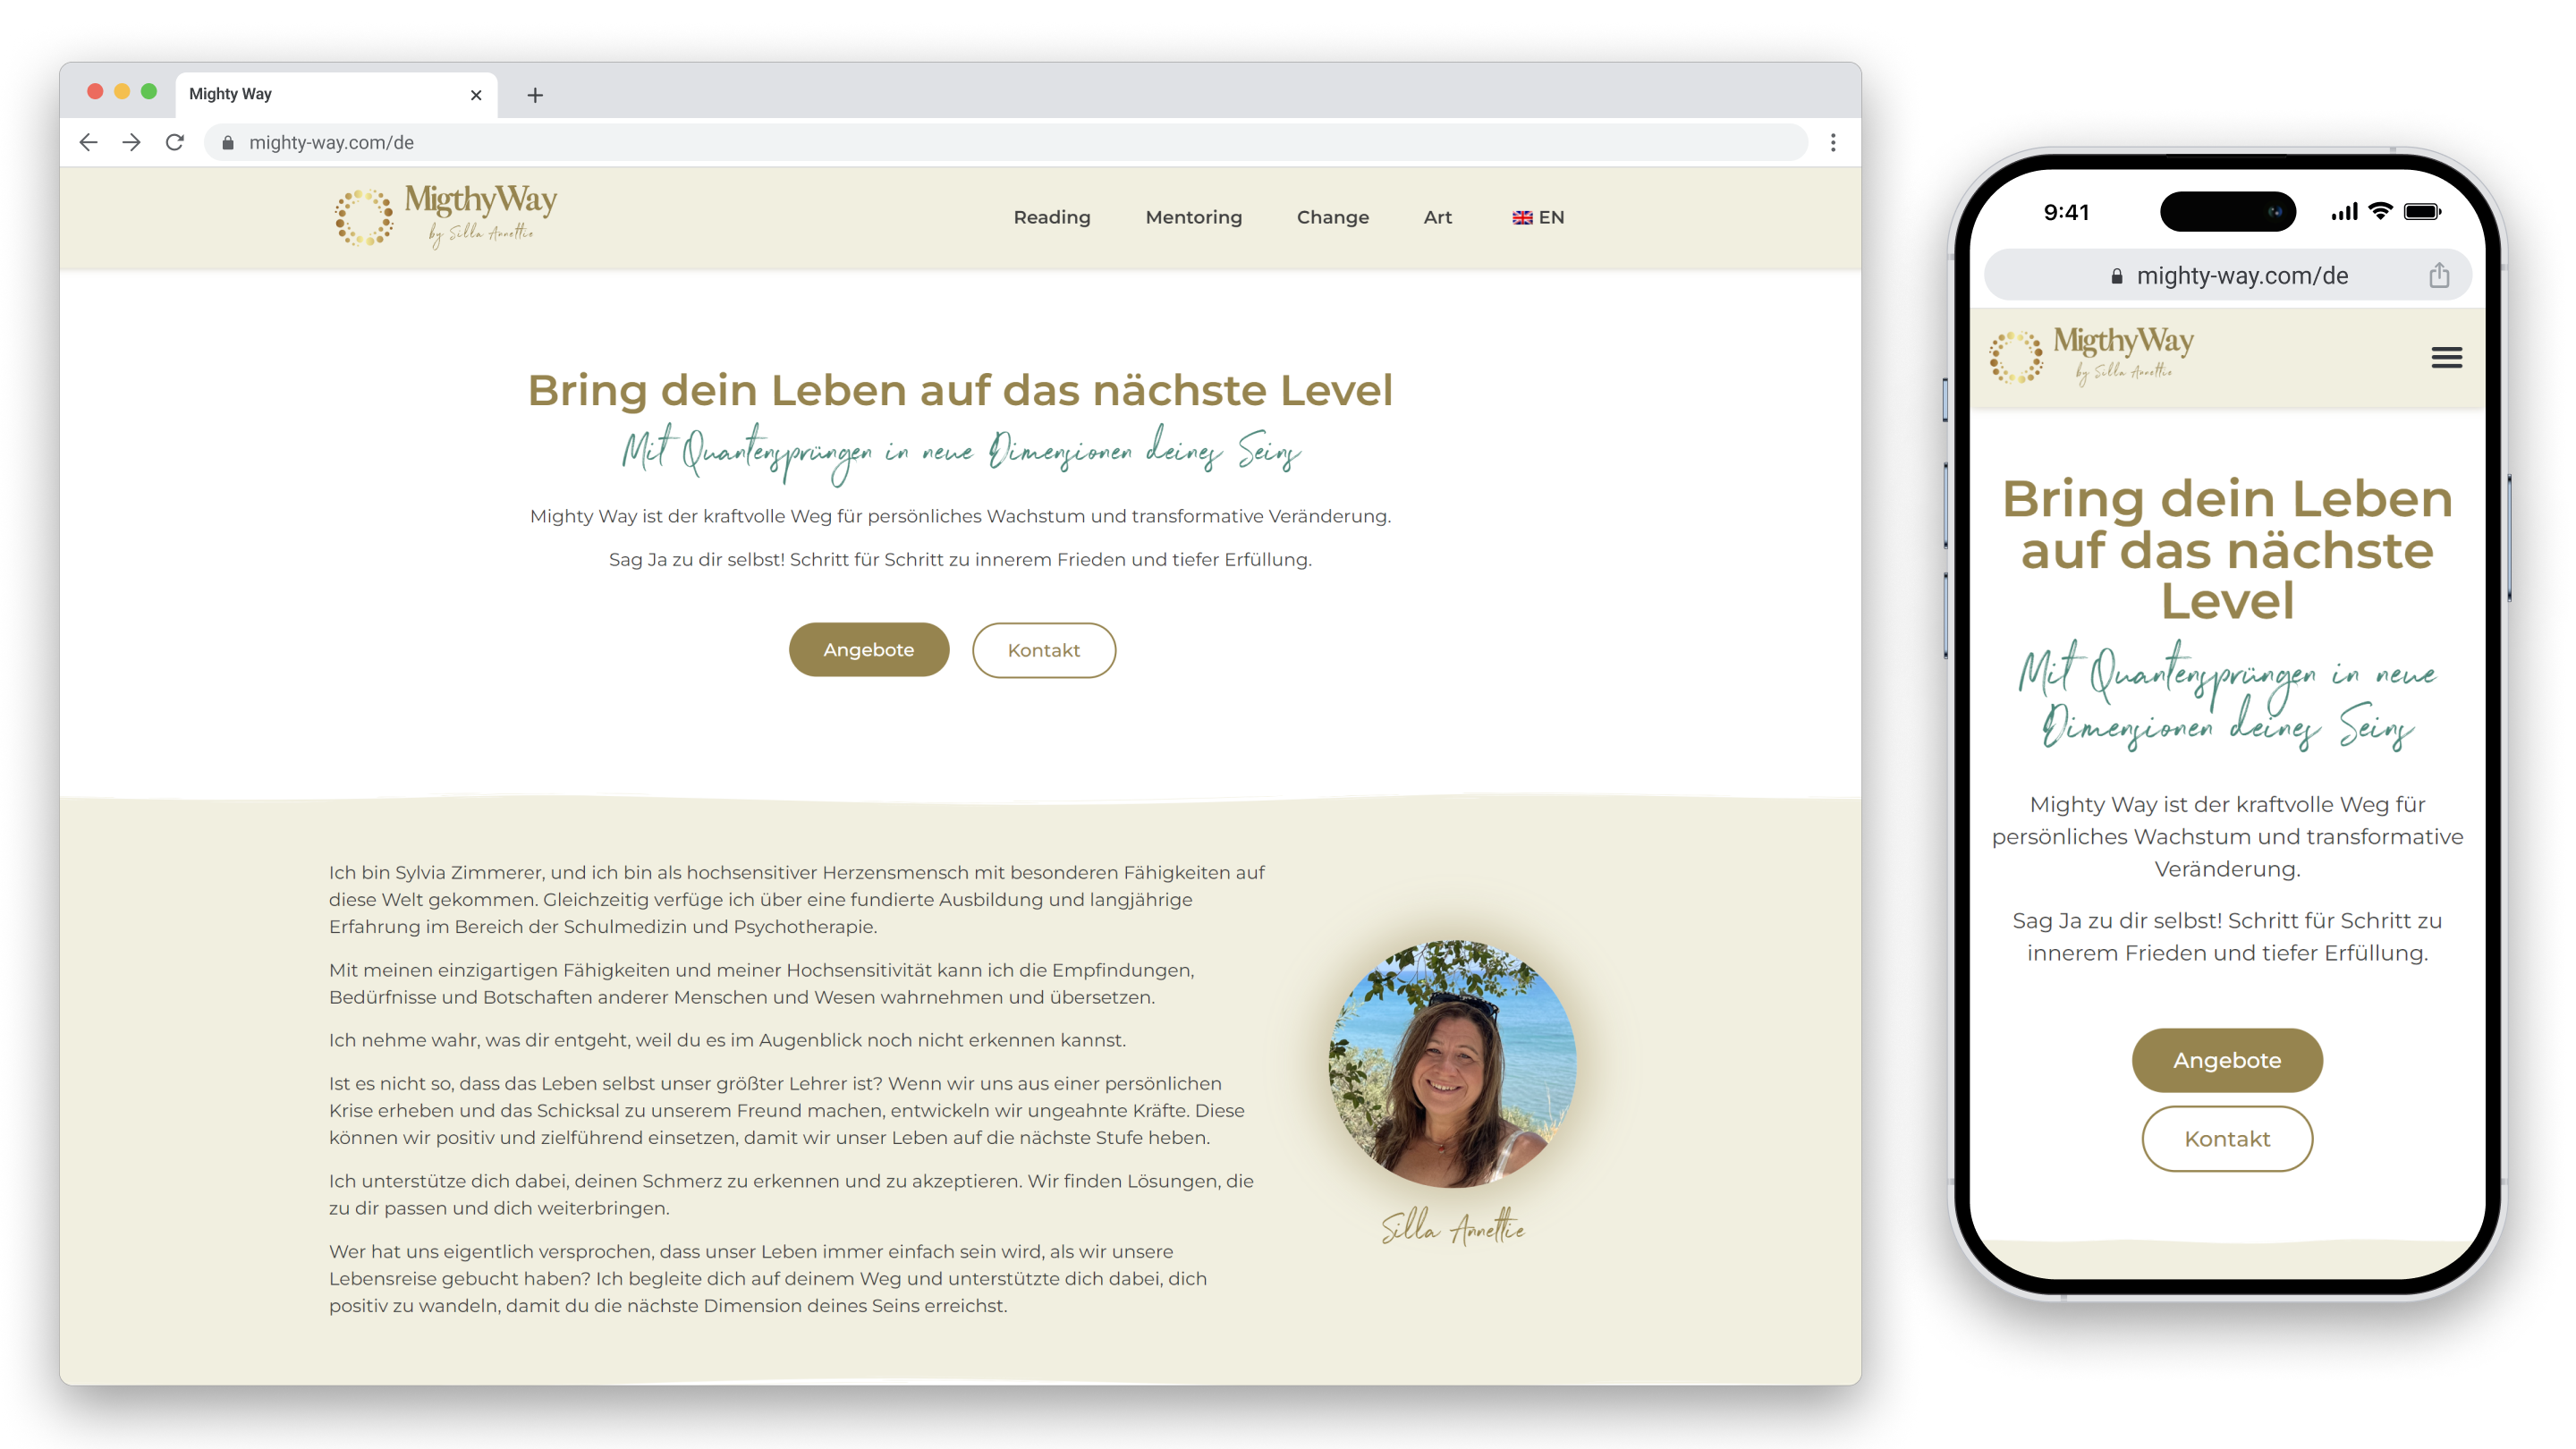 Mighty Way
mighty-way.com/de
MigthyWay
by Silla Annettie
Reading Mentoring Change Art EN
Bring dein Leben auf das nächste Level
Mit Quantensprüngen in neue Dimensionen deines Seins
Mighty Way ist der kraftvolle Weg für persönliches Wachstum und transformative Veränderung.
Sag Ja zu dir selbst! Schritt für Schritt zu innerem Frieden und tiefer Erfüllung.
Angebote Kontakt
Ich bin Sylvia Zimmerer, und ich bin als hochsensitiver Herzensmensch mit besonderen Fähigkeiten auf
diese Welt gekommen. Gleichzeitig verfüge ich über eine fundierte Ausbildung und langjährige
Erfahrung im Bereich der Schulmedizin und Psychotherapie.
Mit meinen einzigartigen Fähigkeiten und meiner Hochsensitivität kann ich die Empfindungen,
Bedürfnisse und Botschaften anderer Menschen und Wesen wahrnehmen und übersetzen.
Ich nehme wahr, was dir entgeht, weil du es im Augenblick noch nicht erkennen kannst.
Ist es nicht so, dass das Leben selbst unser größter Lehrer ist? Wenn wir uns aus einer persönlichen
Krise erheben und das Schicksal zu unserem Freund machen, entwickeln wir ungeahnte Kräfte. Diese
können wir positiv und zielführend einsetzen, damit wir unser Leben auf die nächste Stufe heben.
Ich unterstütze dich dabei, deinen Schmerz zu erkennen und zu akzeptieren. Wir finden Lösungen, die
zu dir passen und dich weiterbringen.
Wer hat uns eigentlich versprochen, dass unser Leben immer einfach sein wird, als wir unsere
Lebensreise gebucht haben? Ich begleite dich auf deinem Weg und unterstützte dich dabei, dich
positiv zu wandeln, damit du die nächste Dimension deines Seins erreichst.
Silla Annettie
9:41
mighty-way.com/de
MigthyWay
by Silla Annettie
Bring dein Leben
auf das nächste
Level
Mit Quantensprüngen in neue
Dimensionen deines Seins
Mighty Way ist der kraftvolle Weg für
persönliches Wachstum und transformative
Veränderung.
Sag Ja zu dir selbst! Schritt für Schritt zu
innerem Frieden und tiefer Erfüllung.
Angebote
Kontakt